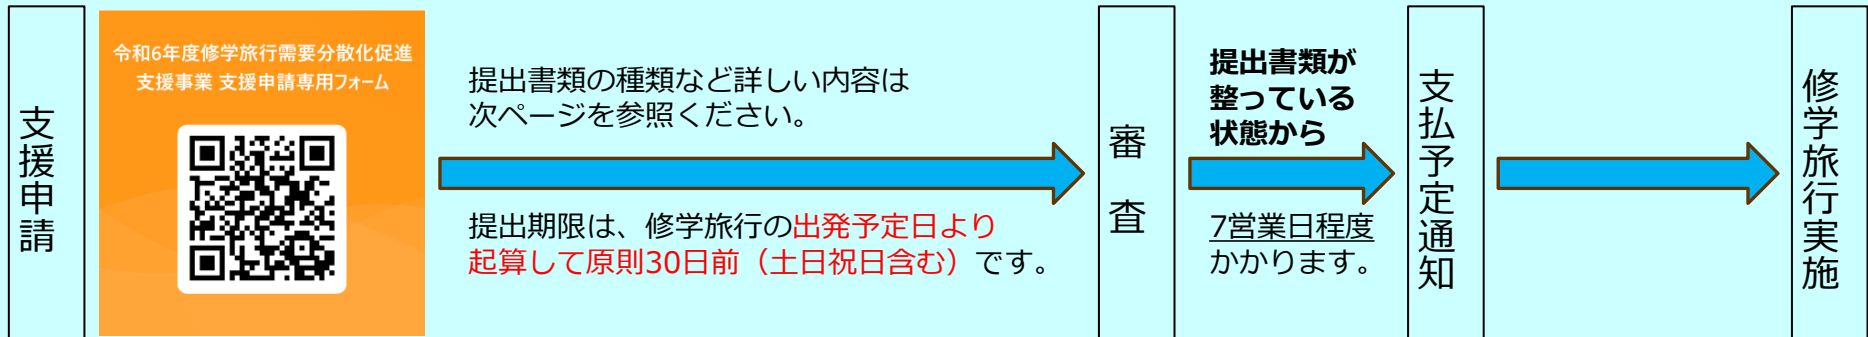 支援申請
令和6年度修学旅行需要分散化促進
支援事業 支援申請専用フォーム
提出書類の種類など詳しい内容は
次ページを参照ください。
提出期限は、修学旅行の出発予定日より
起算して原則30日前（土日祝日含む）です。
審査
提出書類が
整っている
状態から
7営業日程度
かかります。
支払予定通知
修学旅行実施